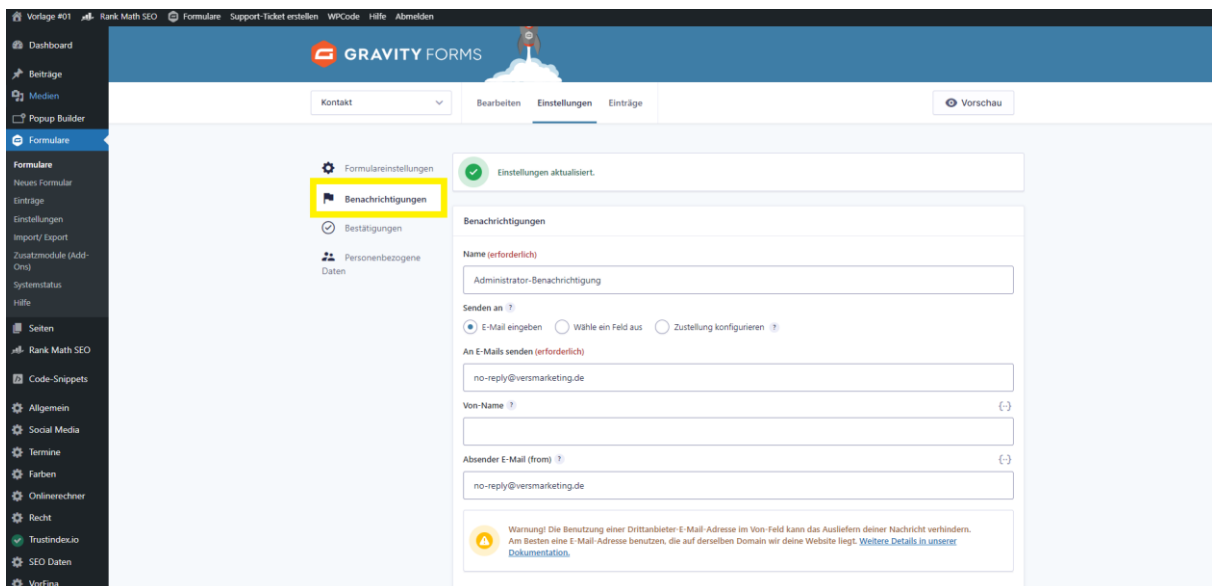 Vorlage #01 Rank Math SEO Formulare Support-Ticket erstellen WPCode Hilfe Abmelden
Dashboard
Beiträge
Medien
Popup Builder
Formulare
Formulare
Neues Formular
Einträge
Einstellungen
Import/ Export
Zusatzmodule (Add-
Ons)
Systemstatus
Hilfe
Seiten
Rank Math SEO
Code-Snippets
Allgemein
Social Media
Termine
Farben
Onlinerechner
Recht
Trustindex.io
SEO Daten
VorFina
GRAVITY FORMS
Kontakt
Bearbeiten Einstellungen Einträge
Vorschau
Formulareinstellungen
Benachrichtigungen
Bestätigungen
Personenbezogene
Daten
Einstellungen aktualisiert.
Benachrichtigungen
Name (erforderlich)
Administrator-Benachrichtigung
Senden an ?
E-Mail eingeben Wähle ein Feld aus Zustellung konfigurieren ?
An E-Mails senden (erforderlich)
no-reply@versmarketing.de
Von-Name ? {··}
Absender E-Mail (from) ? {··}
no-reply@versmarketing.de
Warnung! Die Benutzung einer Drittanbieter-E-Mail-Adresse im Von-Feld kann das Ausliefern deiner Nachricht verhindern.
Am Besten eine E-Mail-Adresse benutzen, die auf derselben Domain wir deine Website liegt. Weitere Details in unserer
Dokumentation.